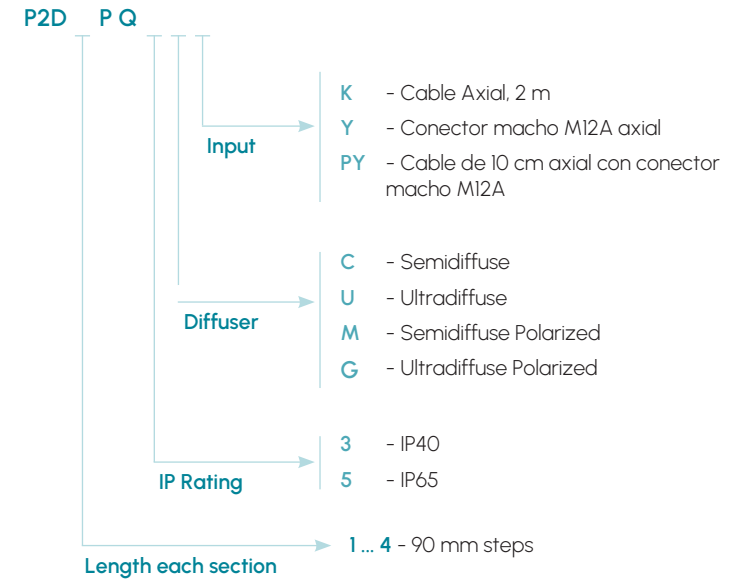 P2D _ P Q _ _ _
K - Cable Axial, 2 m
Y - Conector macho M12A axial
Input
PY - Cable de 10 cm axial con conector
macho M12A
C - Semidiffuse
U - Ultradiffuse
Diffuser
M - Semidiffuse Polarized
G - Ultradiffuse Polarized
3 - IP40
IP Rating
5 - IP65
1 ... 4 - 90 mm steps
Length each section